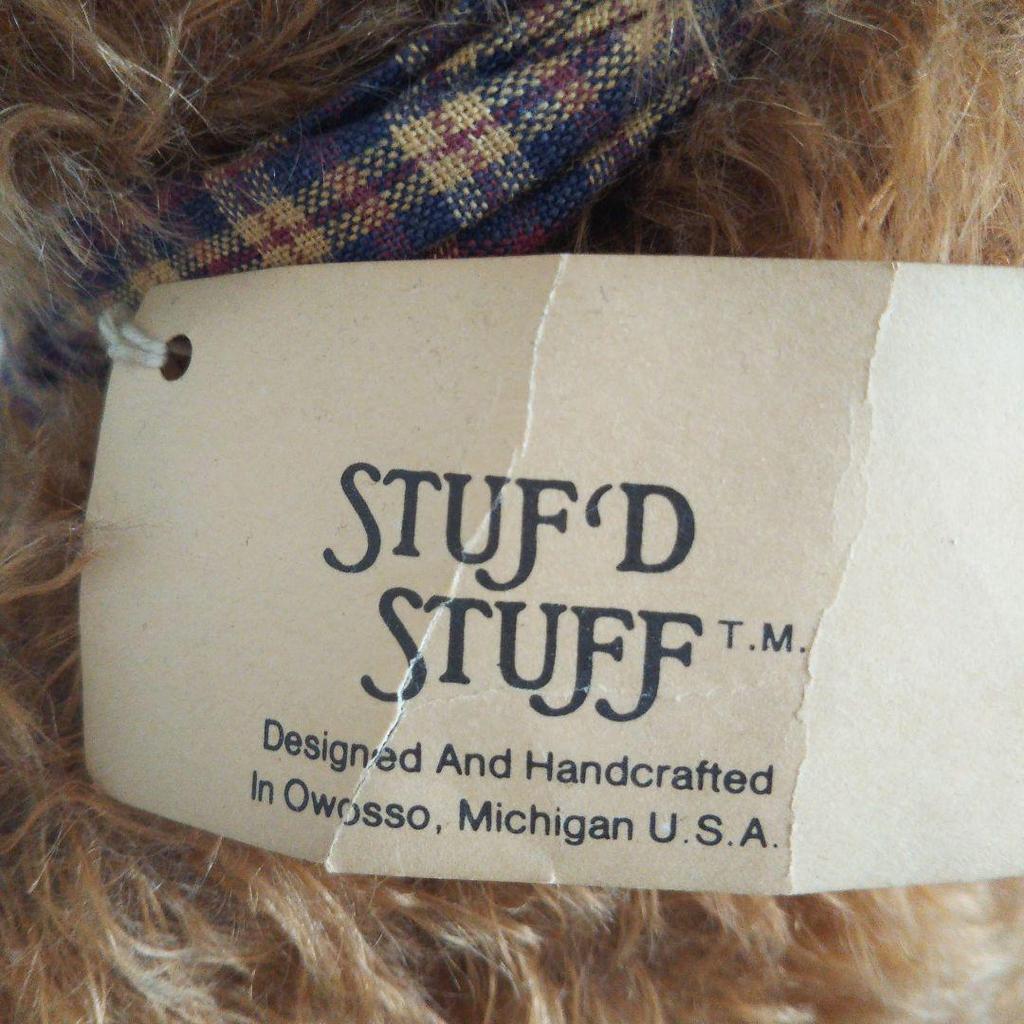 STUF‘D
STUFF T.M.
Designed And Handcrafted
In Owosso, Michigan U.S.A.